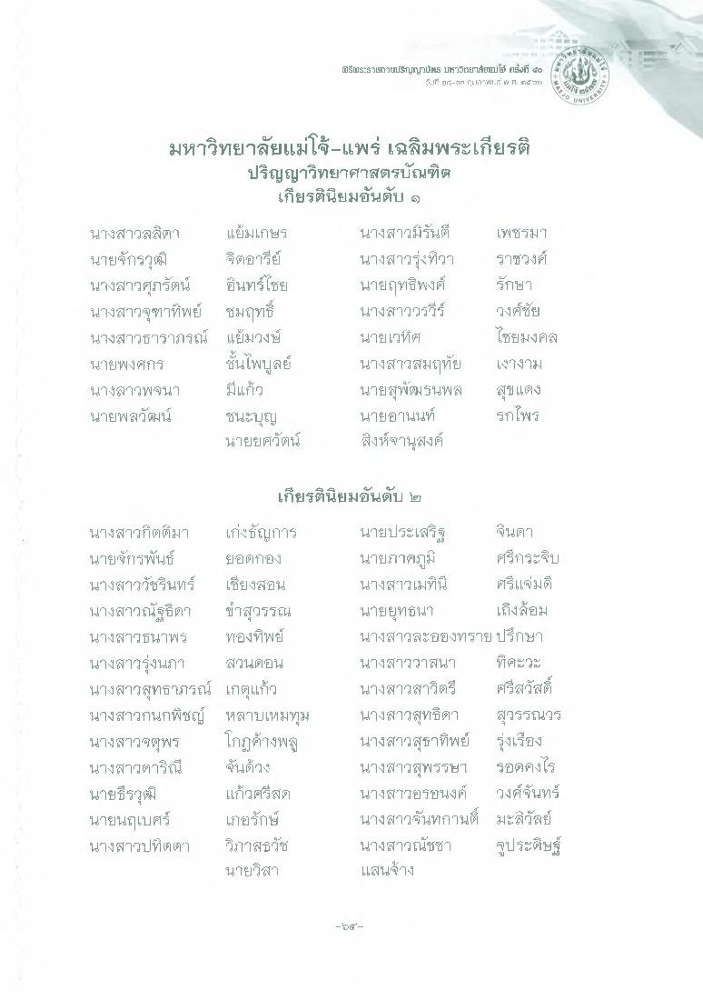 พิธีพระราชทานปริญญาบัตร มหาวิทยาลัยแม่โจ้ ครั้งที่ ๔๐
มหาวิทยาลัยแม่โจ้
MAEJO UNIVERSITY
มหาวิทยาลัยแม่โจ้-แพร่ เฉลิมพระเกียรติ
ปริญญาวิทยาศาสตรบัณฑิต
เกียรตินิยมอันดับ ๑
นางสาวลลิตา แย้มเกษร นางสาวมิรันตี เพชรมา
นายจักรวุฒิ จิตอารีย์ นางสาวรุ่งทิวา ราชวงศ์
นางสาวศุภรัตน์ อินทร์ไชย นายฤทธิพงศ์ รักษา
นางสาวจุฑาทิพย์ ชมฤทธิ์ นางสาววรวีร์ วงศ์ชัย
นางสาวธาราภรณ์ แย้มวงษ์ นายเวทิศ ไชยมงคล
นายพงศกร ชั้นไพบูลย์ นางสาวสมฤทัย เงางาม
นางสาวพจนา มีแก้ว นายสุพัฒธนพล สุขแดง
นายพลวัฒน์ ชนะบุญ นายอานนท์ รกไพร
นายยศวัตน์ สิงห์จานุสงค์
เกียรตินิยมอันดับ ๒
นางสาวกิตติมา เก่งธัญการ นายประเสริฐ จินดา
นายจักรพันธ์ ยอดกอง นายภาคภูมิ ศรีกระจิบ
นางสาววัชรินทร์ เชียงสอน นางสาวเมทินี ศรีแจ่มดี
นางสาวณัฐธิดา ขำสุวรรณ นายยุทธนา เถิงล้อม
นางสาวธนาพร ทองทิพย์ นางสาวละอองทราย ปรึกษา
นางสาวรุ่งนภา สวนดอน นางสาววาสนา ทิคะวะ
นางสาวสุทธาภรณ์ เกตุแก้ว นางสาวสาวิตรี ศรีสวัสดิ์
นางสาวกนกพิชญ์ หลาบเหมทุม นางสาวสุทธิดา สุวรรณวร
นางสาวจตุพร โกฎค้างพลู นางสาวสุธาทิพย์ รุ่งเรือง
นางสาวดาริณี จันด้วง นางสาวสุพรรษา รอดคงไร
นายธีรวุฒิ แก้วศรีสด นางสาวอรอนงค์ วงศ์จันทร์
นายนฤเบศร์ เภอรักษ์ นางสาวจันทกานติ์ มะลิวัลย์
นางสาวปทิตตา วิภาสธวัช นางสาวณัชชา จูประดิษฐ์
นายวิสา แสนจ้าง
-๖๕-